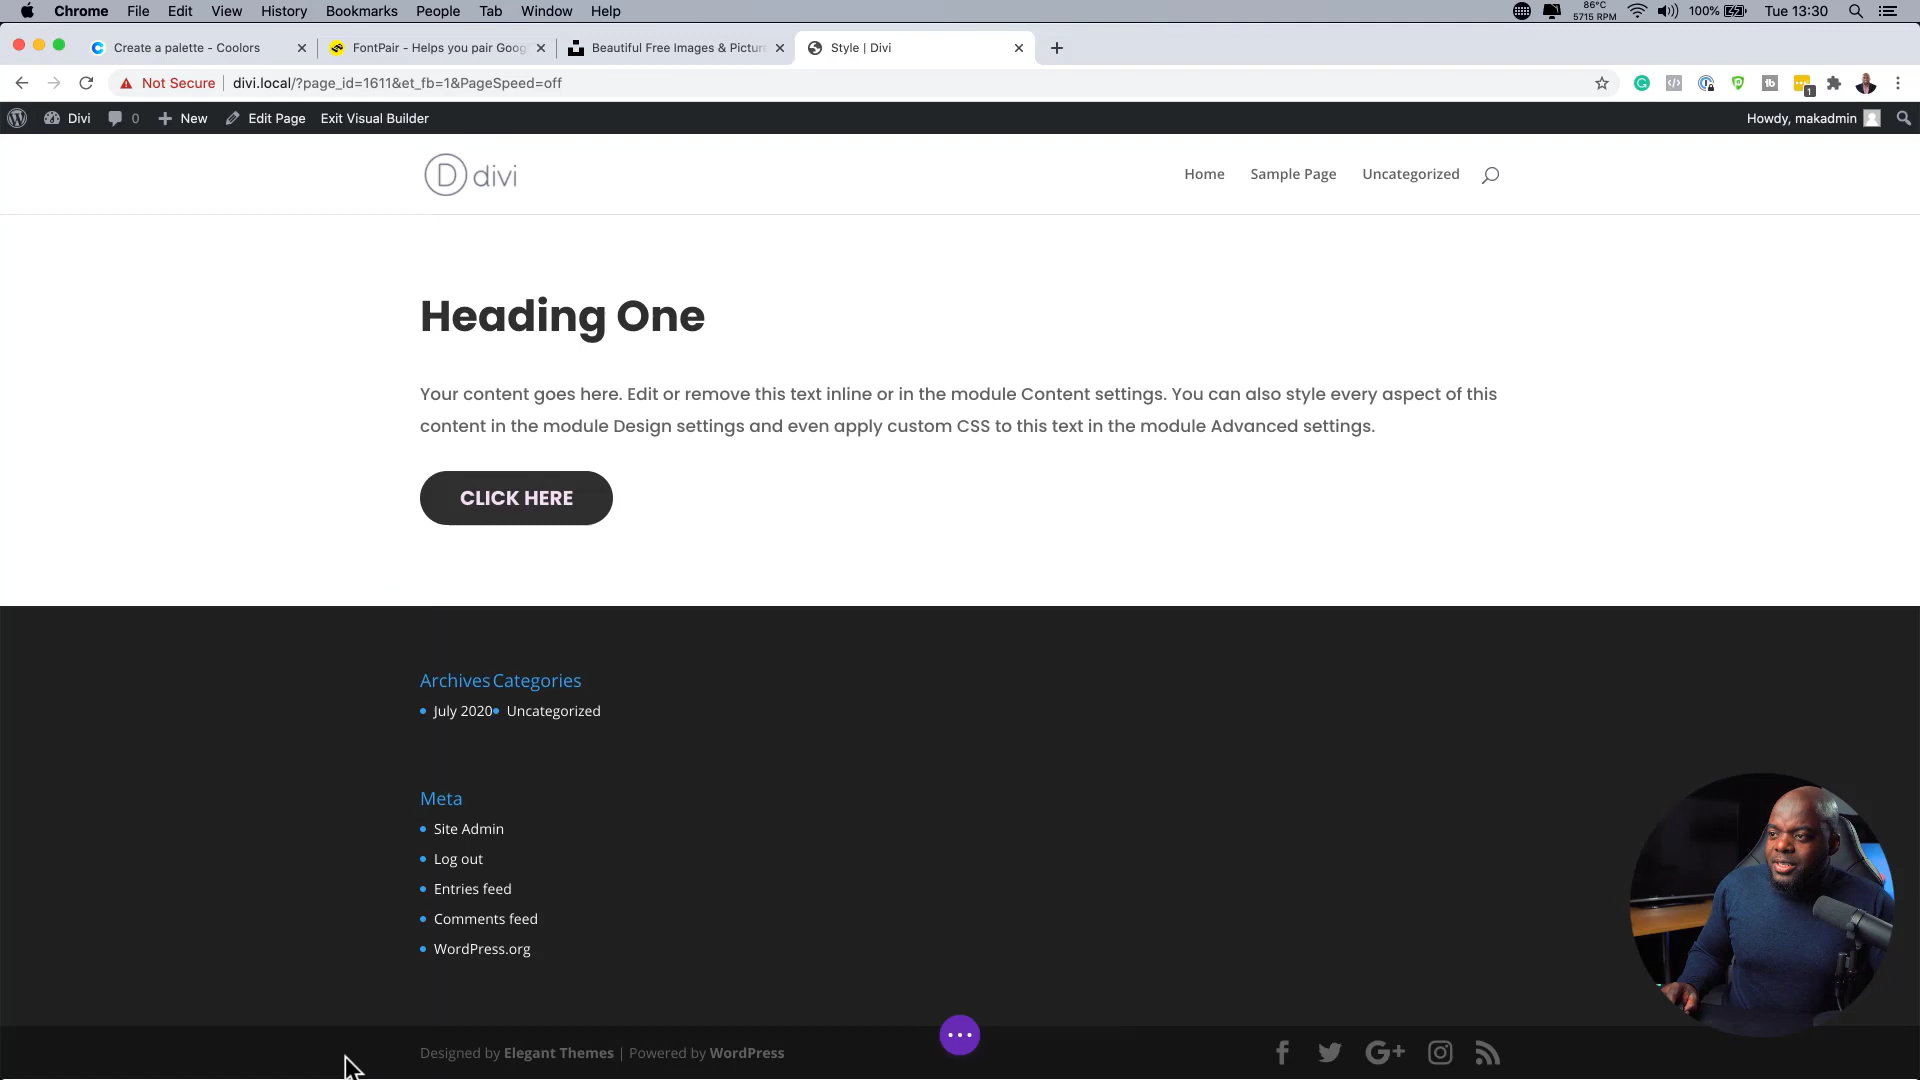 Chrome File Edit View History Bookmarks People Tab Window Help
86°C
5715 RPM
100%
Tue 13:30
Create a palette - Coolors
FontPair - Helps you pair Goog
Beautiful Free Images & Picture
Style | Divi
Not Secure
divi.local/?page_id=1611&et_fb=1&PageSpeed=off
1
Divi 0 New Edit Page Exit Visual Builder
Howdy, makadmin
D divi
Home Sample Page Uncategorized
Heading One
Your content goes here. Edit or remove this text inline or in the module Content settings. You can also style every aspect of this
content in the module Design settings and even apply custom CSS to this text in the module Advanced settings.
CLICK HERE
Archives Categories
July 2020 Uncategorized
Meta
Site Admin
Log out
Entries feed
Comments feed
WordPress.org
Designed by Elegant Themes | Powered by WordPress
G+